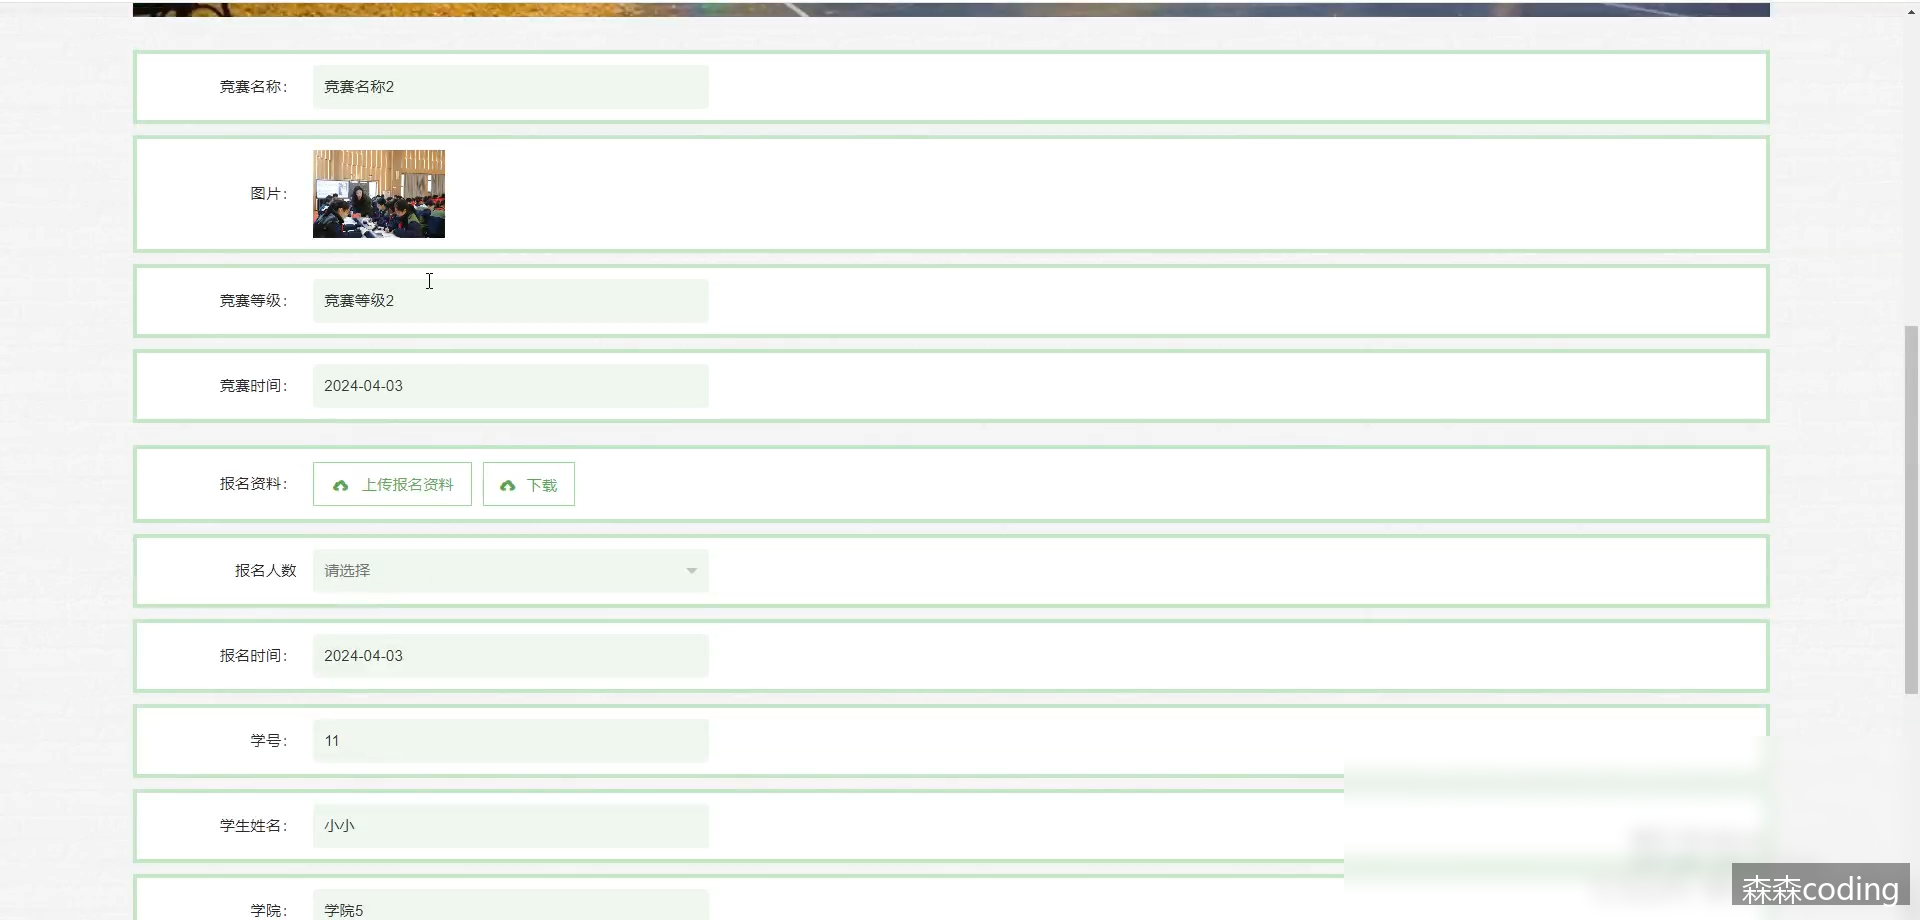 竞赛名称： 竞赛名称2
图片：
竞赛等级： 竞赛等级2
竞赛时间： 2024-04-03
报名资料： 上传报名资料 下载
报名人数 请选择
报名时间： 2024-04-03
学号： 11
学生姓名： 小小
学院： 学院5
森森coding